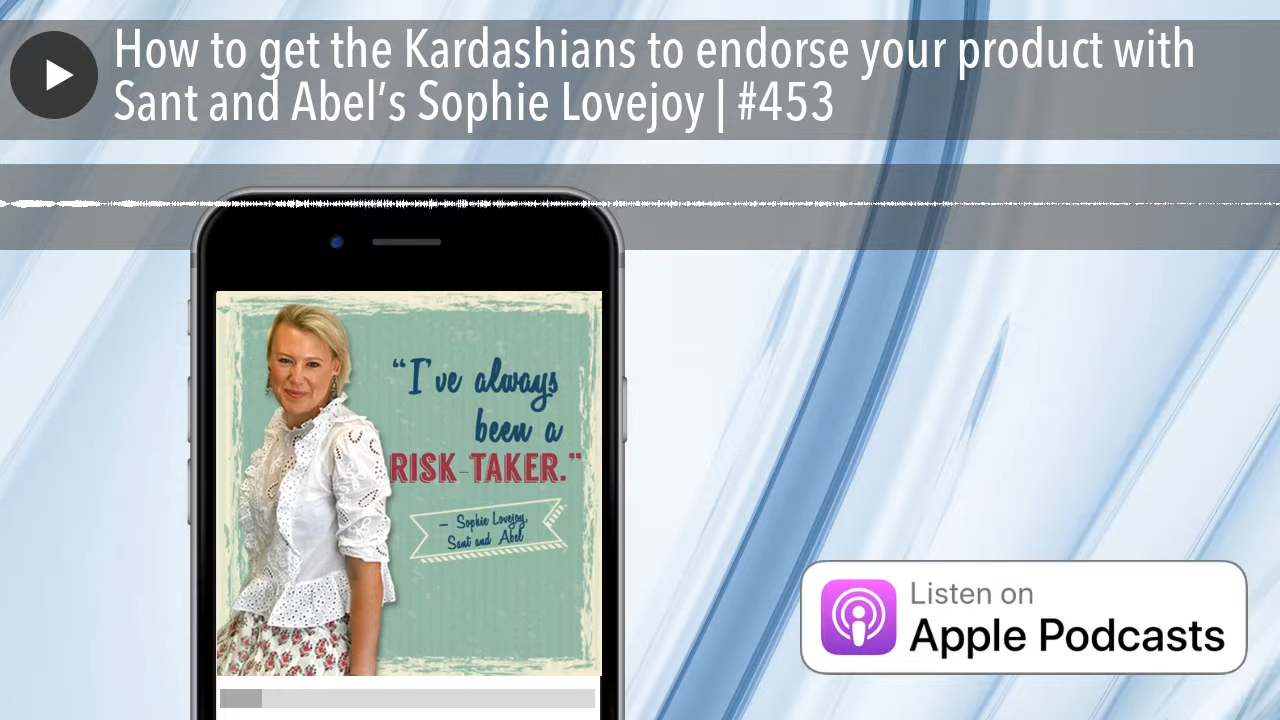 How to get the Kardashians to endorse your product with
Sant and Abel’s Sophie Lovejoy | #453
“I've always
been a
RISK-TAKER."
— Sophie Lovejoy,
Sant and Abel
Listen on
Apple Podcasts